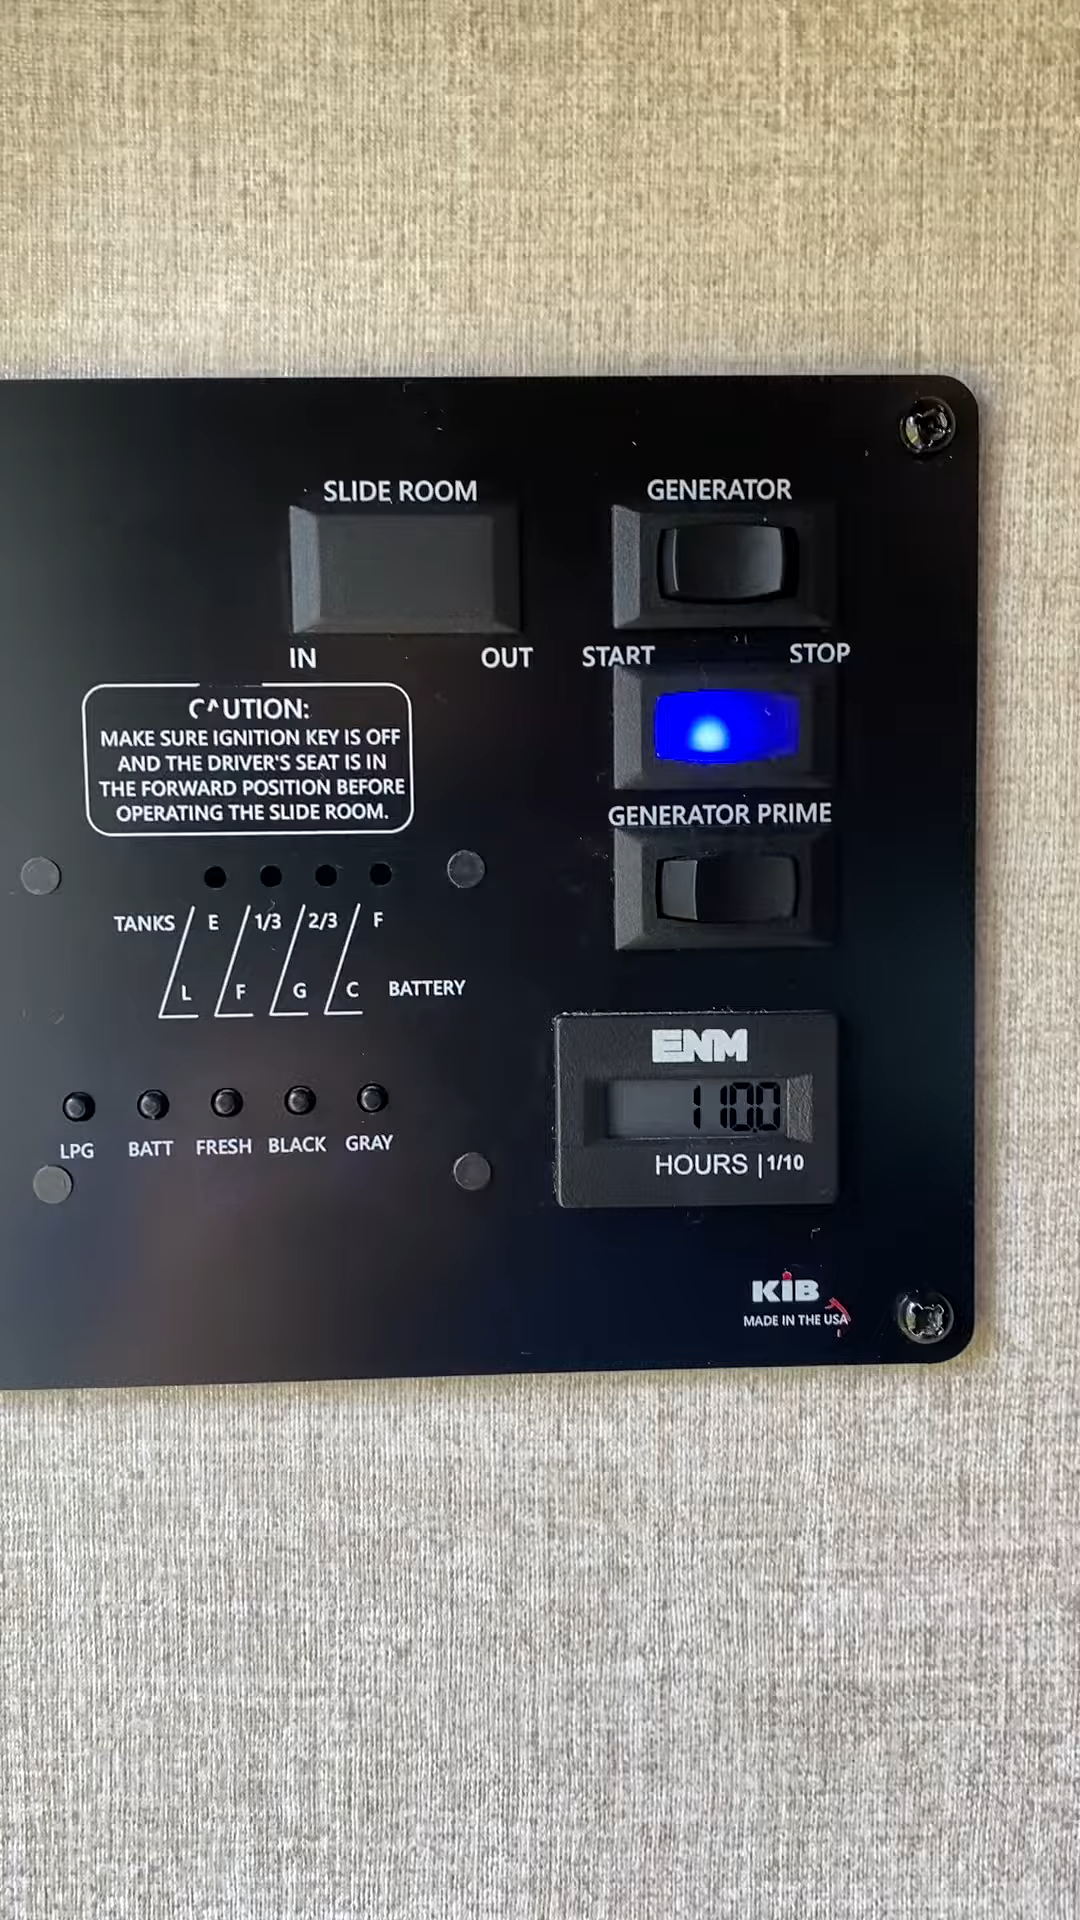 SLIDE ROOM
GENERATOR
IN
OUT
START
STOP
CAUTION:
MAKE SURE IGNITION KEY IS OFF
AND THE DRIVER'S SEAT IS IN
THE FORWARD POSITION BEFORE
OPERATING THE SLIDE ROOM.
GENERATOR PRIME
TANKS E 1/3 2/3 F
L F G C BATTERY
LPG BATT FRESH BLACK GRAY
ENM
110.0
HOURS | 1/10
KIB
MADE IN THE USA